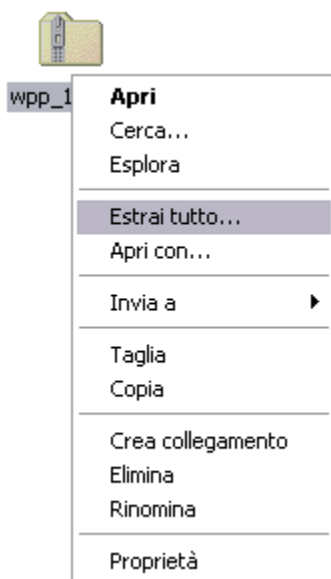 wpp_1
Apri
Cerca...
Esplora
Estrai tutto...
Apri con...
Invia a
Taglia
Copia
Crea collegamento
Elimina
Rinomina
Proprietà